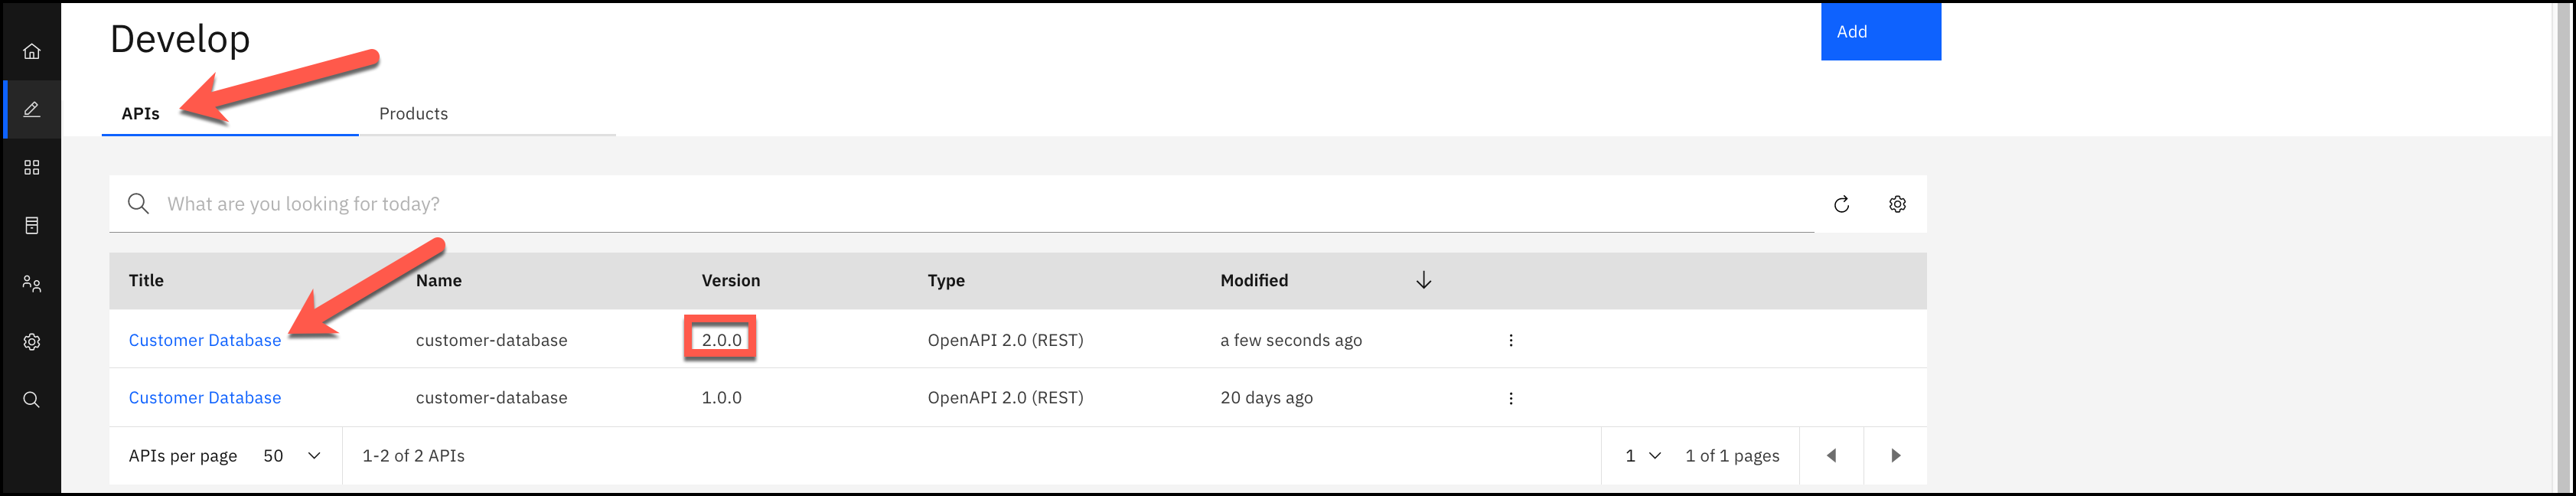 Develop
Add
APIs Products
What are you looking for today?
Title Name Version Type Modified
Customer Database customer-database 2.0.0 OpenAPI 2.0 (REST) a few seconds ago
Customer Database customer-database 1.0.0 OpenAPI 2.0 (REST) 20 days ago
APIs per page 50 1-2 of 2 APIs 1 1 of 1 pages